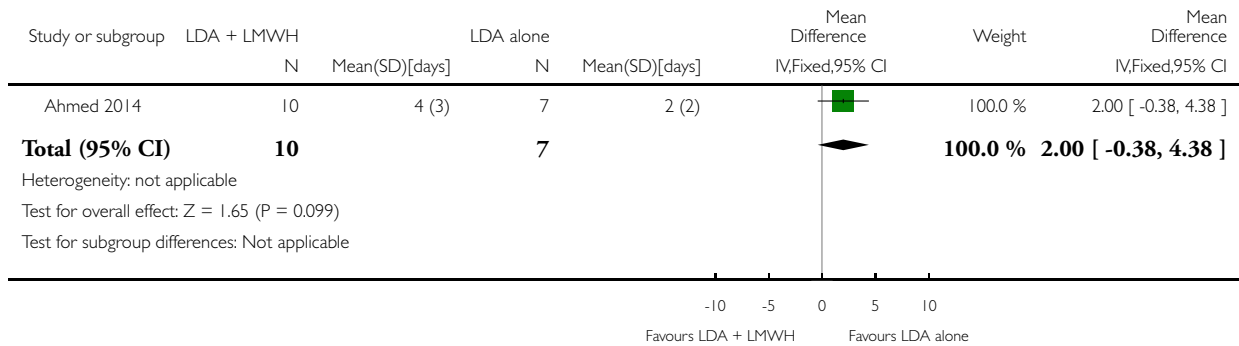 Study or subgroup LDA + LMWH LDA alone Mean Difference Weight Mean Difference
N Mean(SD)[days] N Mean(SD)[days] IV,Fixed,95% CI IV,Fixed,95% CI
Ahmed 2014 10 4 (3) 7 2 (2) 100.0 % 2.00 [ -0.38, 4.38 ]
Total (95% CI) 10 7 100.0 % 2.00 [ -0.38, 4.38 ]
Heterogeneity: not applicable
Test for overall effect: Z = 1.65 (P = 0.099)
Test for subgroup differences: Not applicable
-10 -5 0 5 10
Favours LDA + LMWH Favours LDA alone